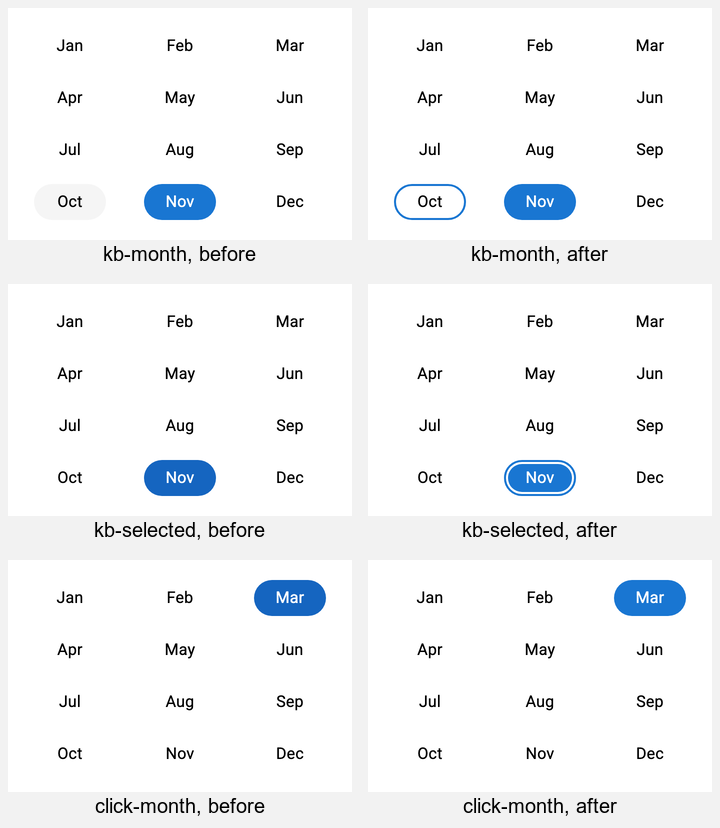 Jan Feb Mar
Apr May Jun
Jul Aug Sep
Oct Nov Dec
kb-month, before
Jan Feb Mar
Apr May Jun
Jul Aug Sep
Oct Nov Dec
kb-month, after
Jan Feb Mar
Apr May Jun
Jul Aug Sep
Oct Nov Dec
kb-selected, before
Jan Feb Mar
Apr May Jun
Jul Aug Sep
Oct Nov Dec
kb-selected, after
Jan Feb Mar
Apr May Jun
Jul Aug Sep
Oct Nov Dec
click-month, before
Jan Feb Mar
Apr May Jun
Jul Aug Sep
Oct Nov Dec
click-month, after